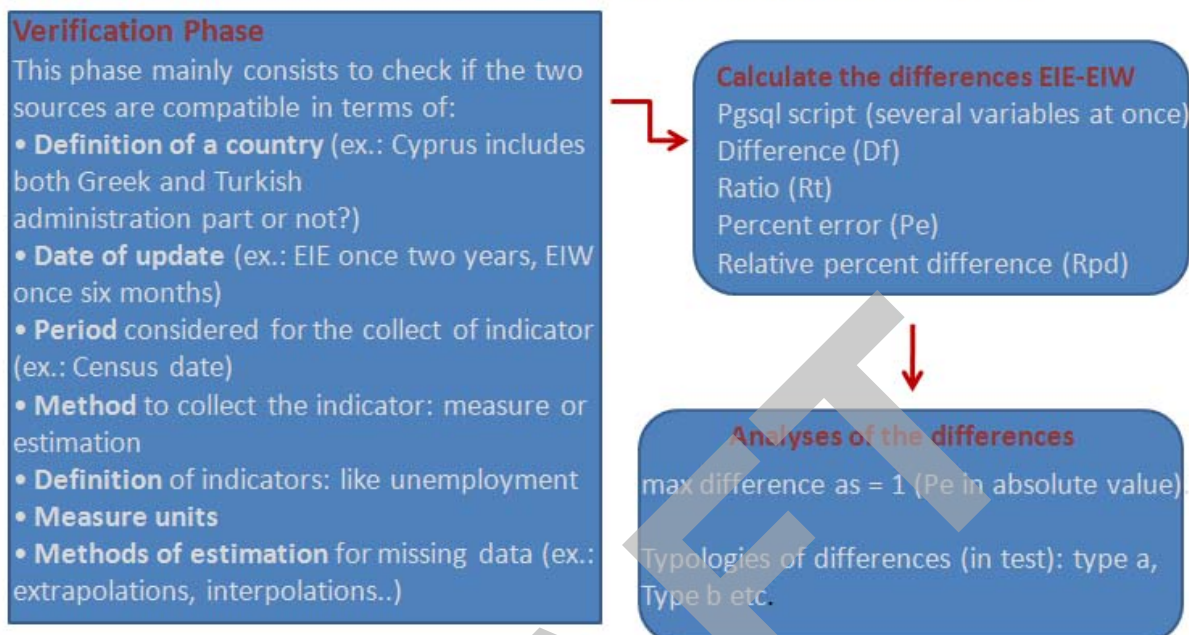 Verification Phase
This phase mainly consists to check if the two
sources are compatible in terms of:
• Definition of a country (ex.: Cyprus includes
both Greek and Turkish
administration part or not?)
• Date of update (ex.: EIE once two years, EIW
once six months)
• Period considered for the collect of indicator
(ex.: Census date)
• Method to collect the indicator: measure or
estimation
• Definition of indicators: like unemployment
• Measure units
• Methods of estimation for missing data (ex.:
extrapolations, interpolations..)
Calculate the differences EIE-EIW
Pgsql script (several variables at once)
Difference (Df)
Ratio (Rt)
Percent error (Pe)
Relative percent difference (Rpd)
Analyses of the differences
max difference as = 1 (Pe in absolute value).
Typologies of differences (in test): type a,
Type b etc.